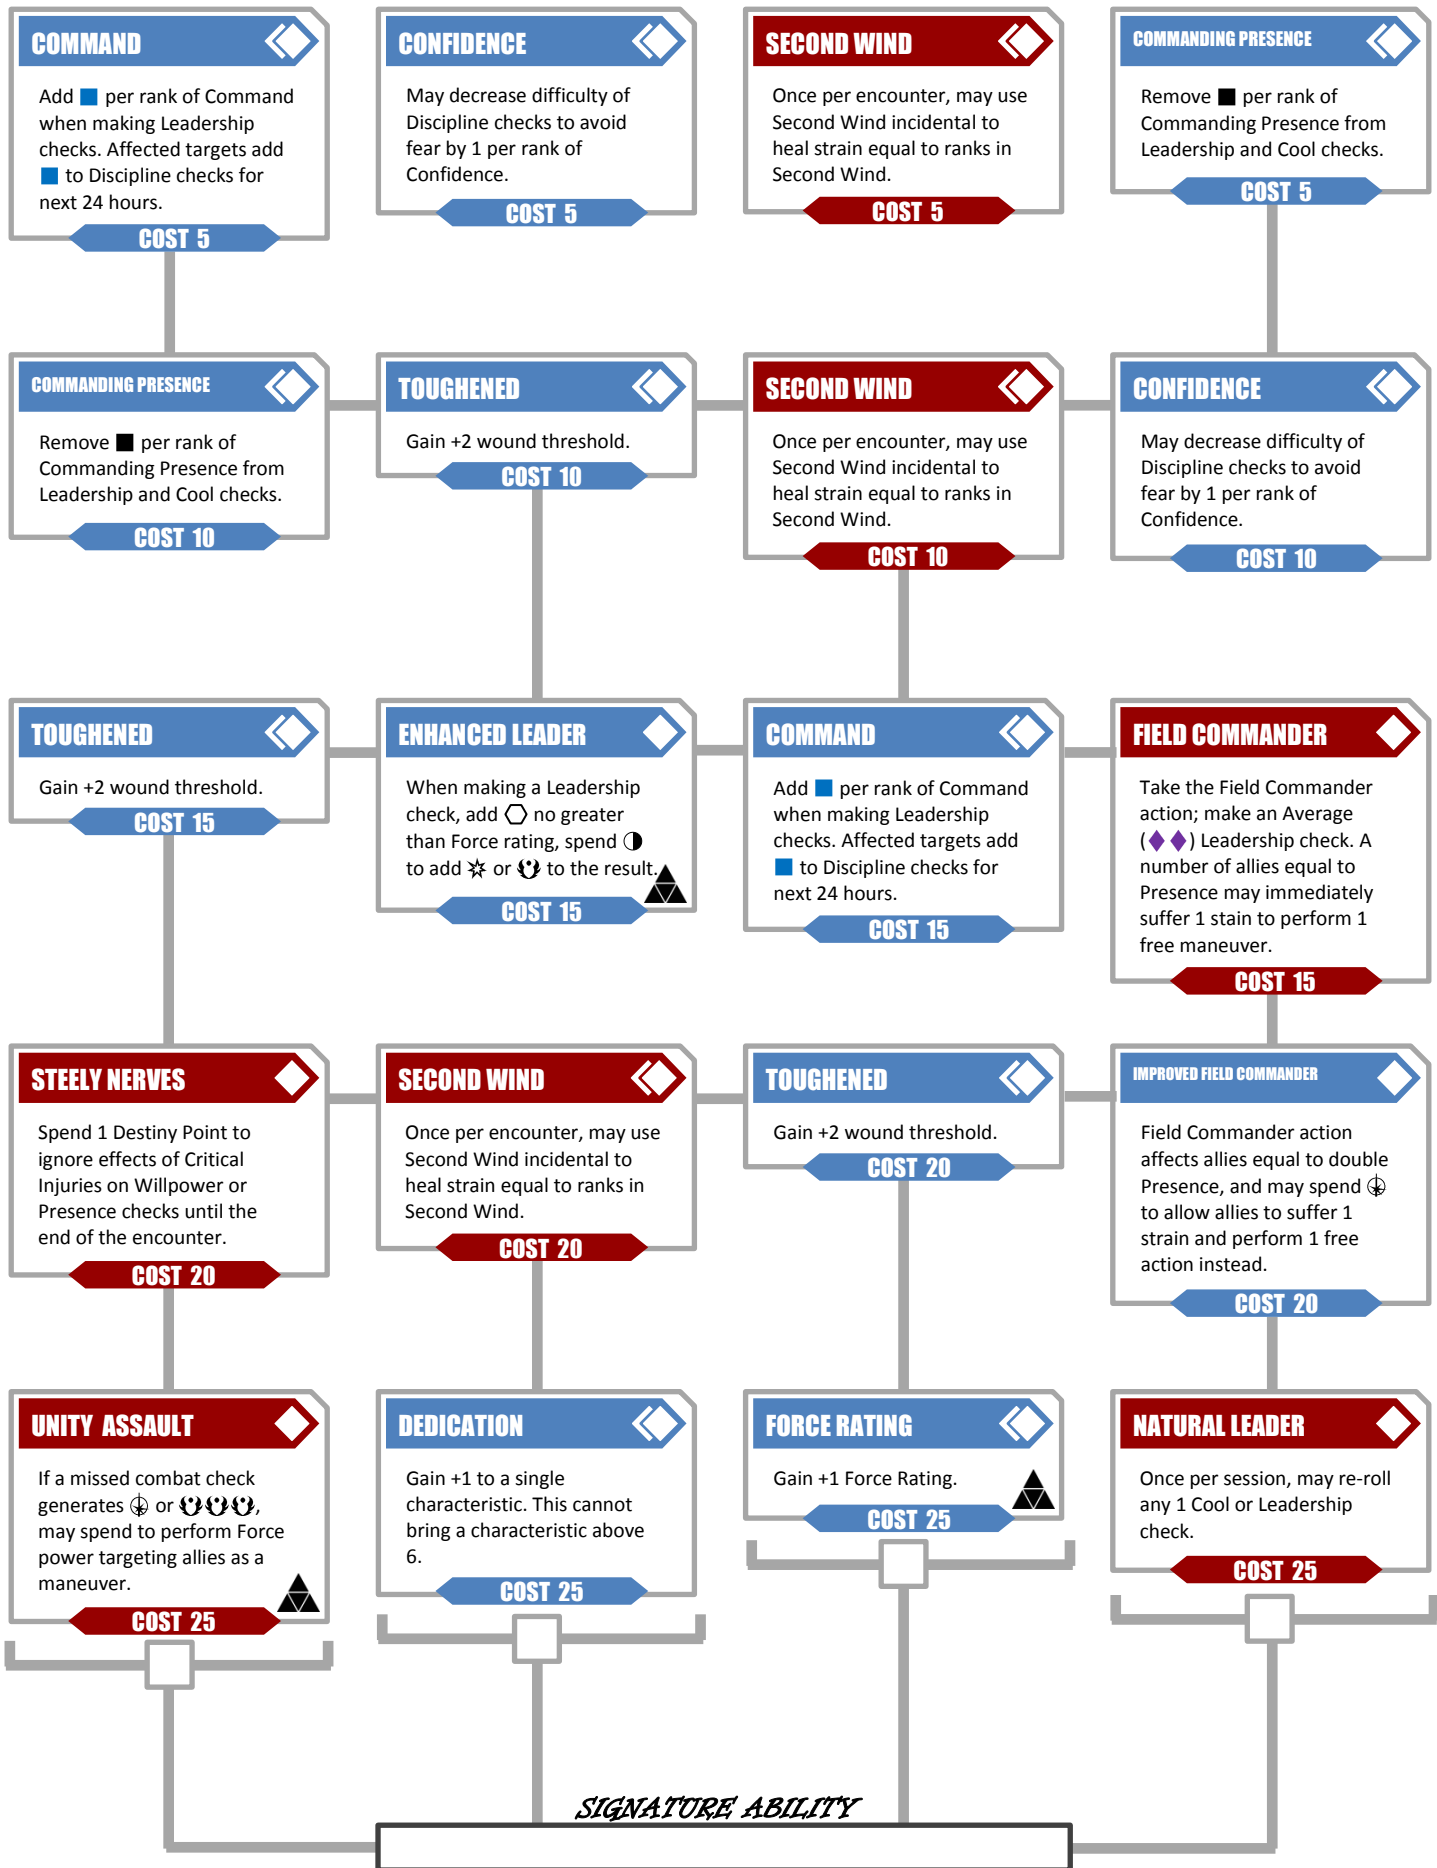 COMMAND
Add per rank of Command
when making Leadership
checks. Affected targets add
to Discipline checks for
next 24 hours.
COST 5
CONFIDENCE
May decrease difficulty of
Discipline checks to avoid
fear by 1 per rank of
Confidence.
COST 5
SECOND WIND
Once per encounter, may use
Second Wind incidental to
heal strain equal to ranks in
Second Wind.
COST 5
COMMANDING PRESENCE
Remove per rank of
Commanding Presence from
Leadership and Cool checks.
COST 5
COMMANDING PRESENCE
Remove per rank of
Commanding Presence from
Leadership and Cool checks.
COST 10
TOUGHENED
Gain +2 wound threshold.
COST 10
SECOND WIND
Once per encounter, may use
Second Wind incidental to
heal strain equal to ranks in
Second Wind.
COST 10
CONFIDENCE
May decrease difficulty of
Discipline checks to avoid
fear by 1 per rank of
Confidence.
COST 10
TOUGHENED
Gain +2 wound threshold.
COST 15
ENHANCED LEADER
When making a Leadership
check, add no greater
than Force rating, spend
to add or to the result.
COST 15
COMMAND
Add per rank of Command
when making Leadership
checks. Affected targets add
to Discipline checks for
next 24 hours.
COST 15
FIELD COMMANDER
Take the Field Commander
action; make an Average
( ) Leadership check. A
number of allies equal to
Presence may immediately
suffer 1 stain to perform 1
free maneuver.
COST 15
STEELY NERVES
Spend 1 Destiny Point to
ignore effects of Critical
Injuries on Willpower or
Presence checks until the
end of the encounter.
COST 20
SECOND WIND
Once per encounter, may use
Second Wind incidental to
heal strain equal to ranks in
Second Wind.
COST 20
TOUGHENED
Gain +2 wound threshold.
COST 20
IMPROVED FIELD COMMANDER
Field Commander action
affects allies equal to double
Presence, and may spend
to allow allies to suffer 1
strain and perform 1 free
action instead.
COST 20
UNITY ASSAULT
If a missed combat check
generates or ,
may spend to perform Force
power targeting allies as a
maneuver.
COST 25
DEDICATION
Gain +1 to a single
characteristic. This cannot
bring a characteristic above
6.
COST 25
FORCE RATING
Gain +1 Force Rating.
COST 25
NATURAL LEADER
Once per session, may re-roll
any 1 Cool or Leadership
check.
COST 25
SIGNATURE ABILITY